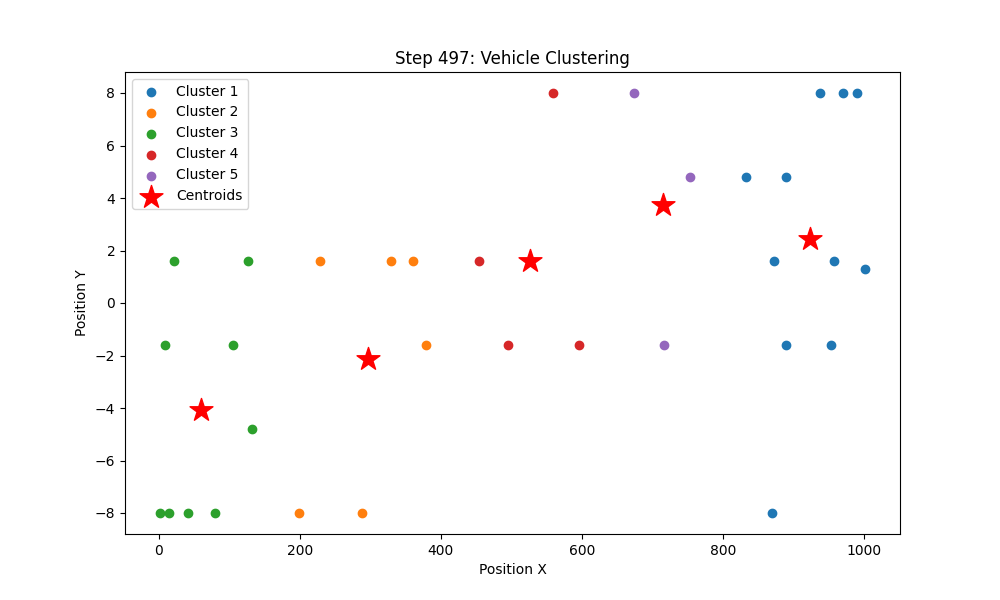 Step 497: Vehicle Clustering
Cluster 1
Cluster 2
Cluster 3
Cluster 4
Cluster 5
Centroids
8
6
4
2
0
−2
−4
−6
−8
Position Y
0
200
400
600
800
1000
Position X